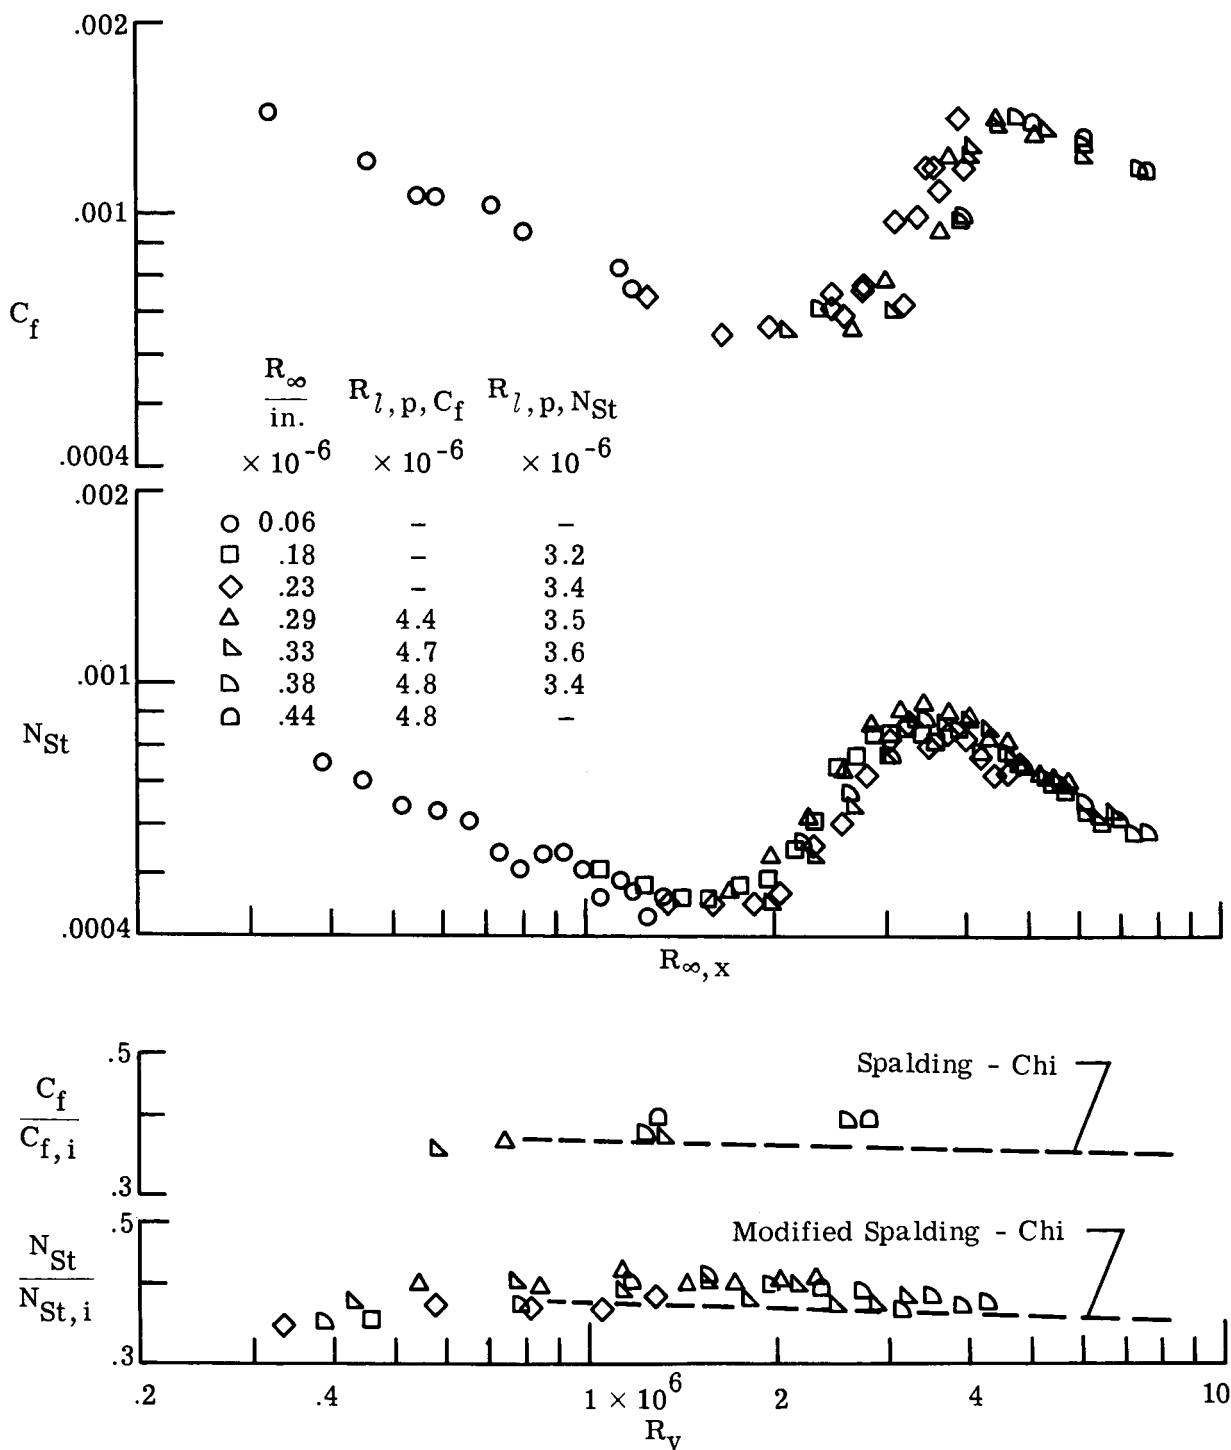 .002
.001
C_f
.0004
R_∞/in. R_l,p,C_f R_l,p,N_St
× 10^-6 × 10^-6 × 10^-6
0.06 – –
.18 – 3.2
.23 – 3.4
.29 4.4 3.5
.33 4.7 3.6
.38 4.8 3.4
.44 4.8 –
.002
.001
N_St
.0004
R_∞,x
.5
C_f/C_f,i
.3
Spalding - Chi
.5
N_St/N_St,i
.3
Modified Spalding - Chi
.2 .4 1 × 10^6 2 4 10
R_v